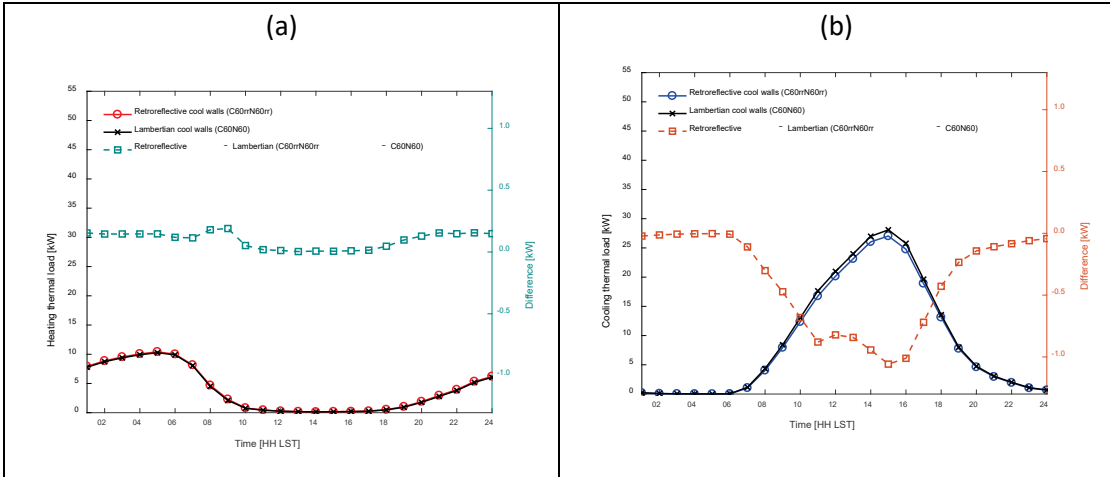 (a)
55
50
45
40
35
30
25
20
15
10
5
0
Heating thermal load [kW]
Retroreflective cool walls (C60rrN60rr)
Lambertian cool walls (C60N60)
Retroreflective – Lambertian (C60rrN60rr – C60N60)
1.0
0.5
0.0
-0.5
-1.0
Difference [kW]
02 04 06 08 10 12 14 16 18 20 22 24
Time [HH LST]
(b)
55
50
45
40
35
30
25
20
15
10
5
0
Cooling thermal load [kW]
Retroreflective cool walls (C60rrN60rr)
Lambertian cool walls (C60N60)
Retroreflective – Lambertian (C60rrN60rr – C60N60)
1.0
0.5
0.0
-0.5
-1.0
Difference [kW]
02 04 06 08 10 12 14 16 18 20 22 24
Time [HH LST]